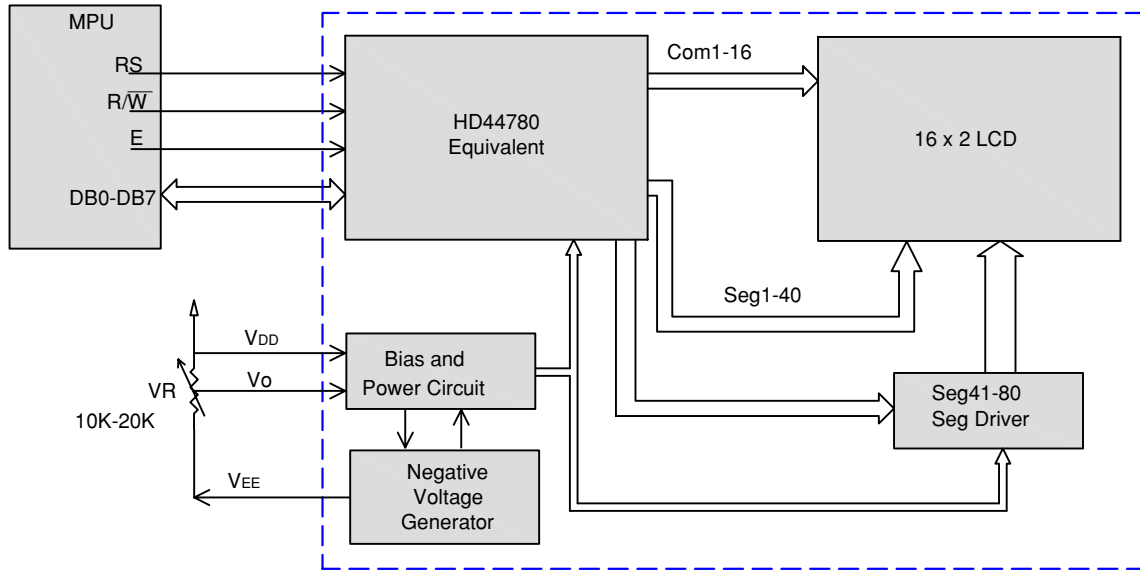 MPU
RS
R/W̅
E
DB0-DB7
HD44780
Equivalent
Com1-16
16 x 2 LCD
Seg1-40
VDD
Vo
VR
10K-20K
VEE
Bias and
Power Circuit
Negative
Voltage
Generator
Seg41-80
Seg Driver